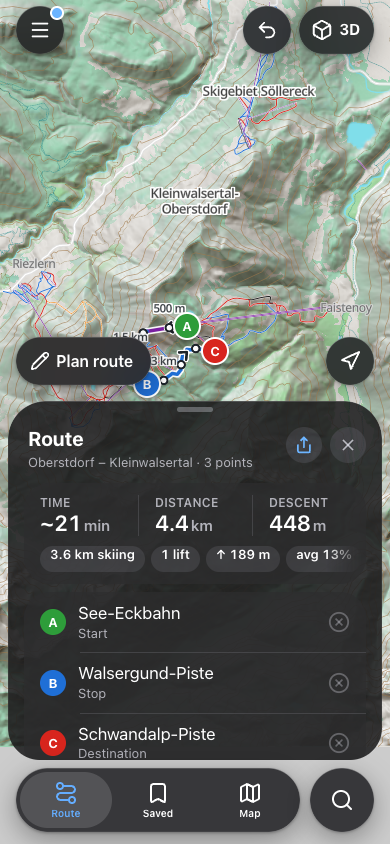 3D
Skigebiet Söllereck
Kleinwalsertal-
Oberstdorf
Riezlern
500 m
Faistenoy
A
C
3 km
Plan route
B
Route
Oberstdorf – Kleinwalsertal · 3 points
TIME
DISTANCE
DESCENT
~21 min
4.4 km
448 m
3.6 km skiing
1 lift
↑ 189 m
avg 13%
A
See-Eckbahn
Start
B
Walsergund-Piste
Stop
C
Schwandalp-Piste
Destination
Route
Saved
Map